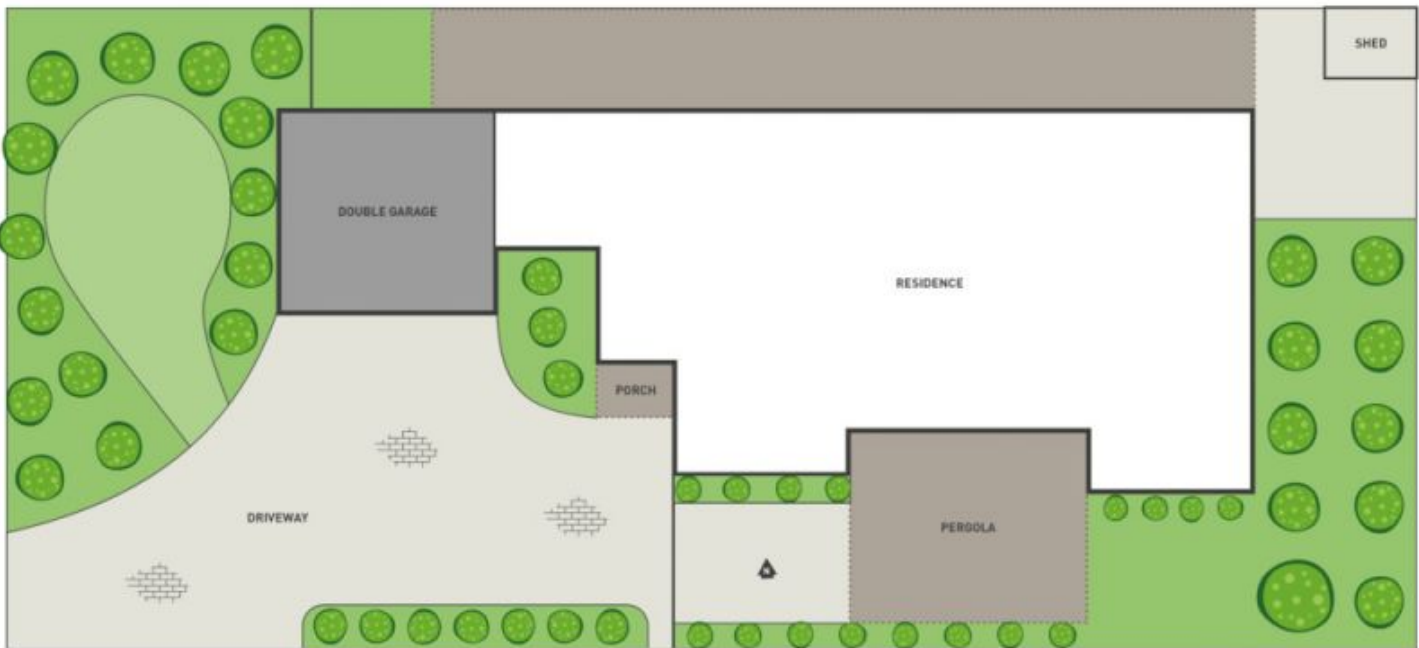 SHED
DOUBLE GARAGE
RESIDENCE
PORCH
DRIVEWAY
PERGOLA